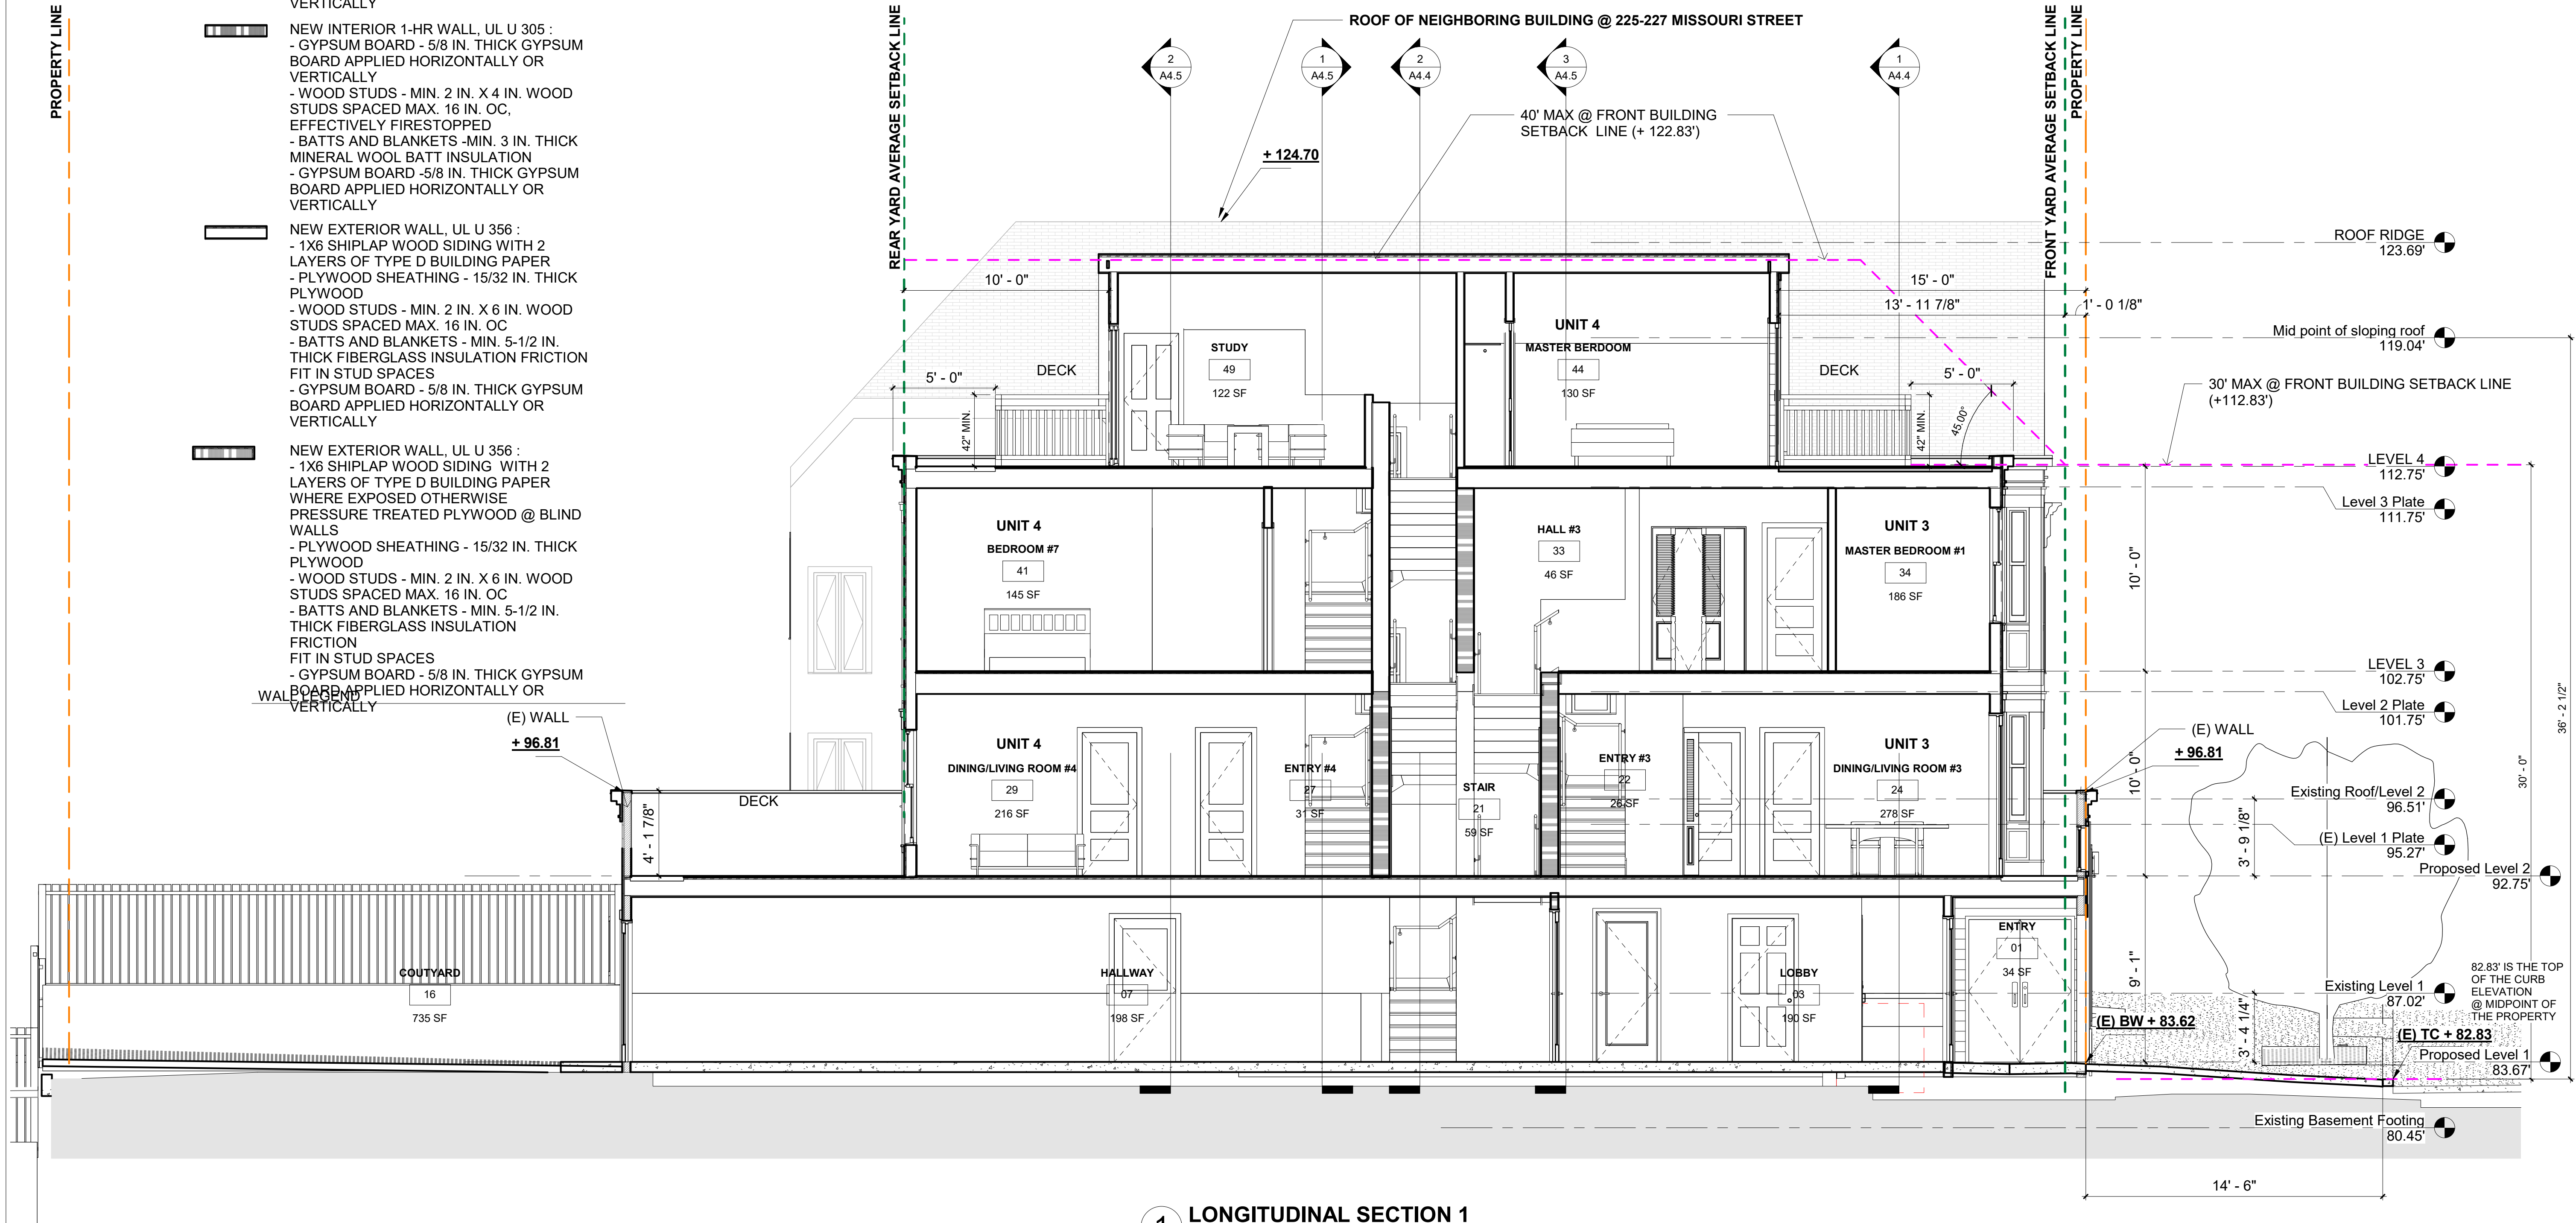 VERTICALLY
NEW INTERIOR 1-HR WALL, UL U 305 :
- GYPSUM BOARD - 5/8 IN. THICK GYPSUM
BOARD APPLIED HORIZONTALLY OR
VERTICALLY
- WOOD STUDS - MIN. 2 IN. X 4 IN. WOOD
STUDS SPACED MAX. 16 IN. OC,
EFFECTIVELY FIRESTOPPED
- BATTS AND BLANKETS -MIN. 3 IN. THICK
MINERAL WOOL BATT INSULATION
- GYPSUM BOARD -5/8 IN. THICK GYPSUM
BOARD APPLIED HORIZONTALLY OR
VERTICALLY
NEW EXTERIOR WALL, UL U 356 :
- 1X6 SHIPLAP WOOD SIDING WITH 2
LAYERS OF TYPE D BUILDING PAPER
- PLYWOOD SHEATHING - 15/32 IN. THICK
PLYWOOD
- WOOD STUDS - MIN. 2 IN. X 6 IN. WOOD
STUDS SPACED MAX. 16 IN. OC
- BATTS AND BLANKETS - MIN. 5-1/2 IN.
THICK FIBERGLASS INSULATION FRICTION
FIT IN STUD SPACES
- GYPSUM BOARD - 5/8 IN. THICK GYPSUM
BOARD APPLIED HORIZONTALLY OR
VERTICALLY
NEW EXTERIOR WALL, UL U 356 :
- 1X6 SHIPLAP WOOD SIDING WITH 2
LAYERS OF TYPE D BUILDING PAPER
WHERE EXPOSED OTHERWISE
PRESSURE TREATED PLYWOOD @ BLIND
WALLS
- PLYWOOD SHEATHING - 15/32 IN. THICK
PLYWOOD
- WOOD STUDS - MIN. 2 IN. X 6 IN. WOOD
STUDS SPACED MAX. 16 IN. OC
- BATTS AND BLANKETS - MIN. 5-1/2 IN.
THICK FIBERGLASS INSULATION
FRICTION
FIT IN STUD SPACES
- GYPSUM BOARD - 5/8 IN. THICK GYPSUM
BOARD APPLIED HORIZONTALLY OR
VERTICALLY
WALL LEGEND
PROPERTY LINE
REAR YARD AVERAGE SETBACK LINE
FRONT YARD AVERAGE SETBACK LINE
PROPERTY LINE
ROOF OF NEIGHBORING BUILDING @ 225-227 MISSOURI STREET
2
A4.5
1
A4.5
2
A4.4
3
A4.5
1
A4.4
40' MAX @ FRONT BUILDING
SETBACK LINE (+ 122.83')
+ 124.70
10' - 0"
15' - 0"
13' - 11 7/8"
1' - 0 1/8"
5' - 0"
DECK
42" MIN.
STUDY
49
122 SF
UNIT 4
MASTER BERDOOM
44
130 SF
DECK
5' - 0"
42" MIN.
45.00°
30' MAX @ FRONT BUILDING SETBACK LINE
(+112.83')
ROOF RIDGE
123.69'
Mid point of sloping roof
119.04'
LEVEL 4
112.75'
Level 3 Plate
111.75'
LEVEL 3
102.75'
Level 2 Plate
101.75'
(E) WALL
+ 96.81
Existing Roof/Level 2
96.51'
(E) Level 1 Plate
95.27'
Proposed Level 2
92.75'
Existing Level 1
87.02'
Proposed Level 1
83.67'
Existing Basement Footing
80.45'
UNIT 4
BEDROOM #7
41
145 SF
HALL #3
33
46 SF
UNIT 3
MASTER BEDROOM #1
34
186 SF
(E) WALL
+ 96.81
DECK
4' - 1 7/8"
UNIT 4
DINING/LIVING ROOM #4
29
216 SF
ENTRY #4
27
31 SF
STAIR
21
59 SF
ENTRY #3
22
26 SF
UNIT 3
DINING/LIVING ROOM #3
24
278 SF
COUTYARD
16
735 SF
HALLWAY
07
198 SF
LOBBY
03
190 SF
ENTRY
01
34 SF
10' - 0"
10' - 0"
9' - 1"
3' - 9 1/8"
3' - 4 1/4"
30' - 0"
36' - 2 1/2"
82.83' IS THE TOP
OF THE CURB
ELEVATION
@ MIDPOINT OF
THE PROPERTY
(E) BW + 83.62
(E) TC + 82.83
14' - 6"
1
LONGITUDINAL SECTION 1